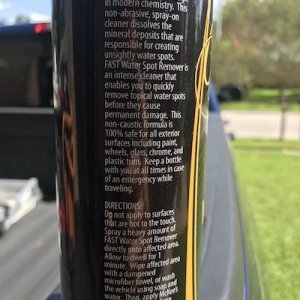 in modern chemistry. This
non-abrasive, spray-on
cleaner dissolves the
mineral deposits that are
responsible for creating
unsightly water spots.
FAST Water Spot Remover is
an intense cleaner that
enables you to quickly
remove topical water spots
before they cause
permanent damage. This
non-caustic formula is
100% safe for all exterior
surfaces including paint,
wheels, glass, chrome, and
plastic trim. Keep a bottle
with you at all times in case
of an emergency while
traveling.
DIRECTIONS:
Do not apply to surfaces
that are hot to the touch.
Spray a heavy amount of
FAST Water Spot Remover
directly onto affected area.
Allow to dwell for 1
minute. Wipe affected area
with a dampened
microfiber towel, or wash
the vehicle using soap and
water. Then, apply McKee's